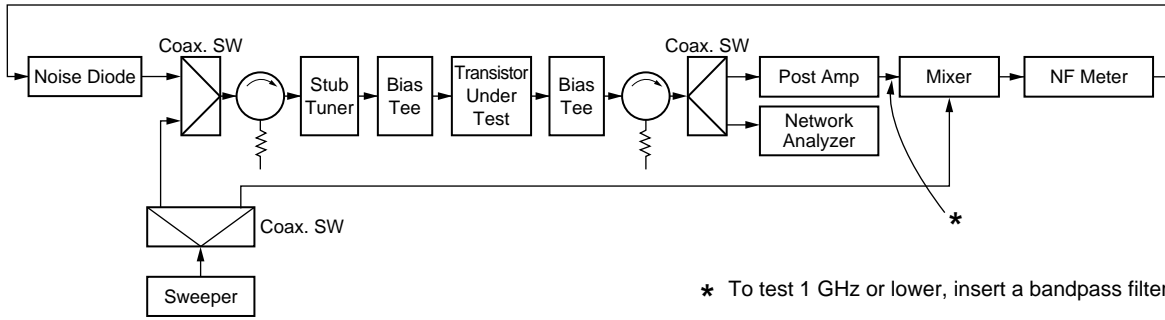 Coax. SW
Coax. SW
Noise Diode
Stub
Tuner
Bias
Tee
Transistor
Under
Test
Bias
Tee
Post Amp
Mixer
NF Meter
Network
Analyzer
Coax. SW
*
Sweeper
* To test 1 GHz or lower, insert a bandpass filter